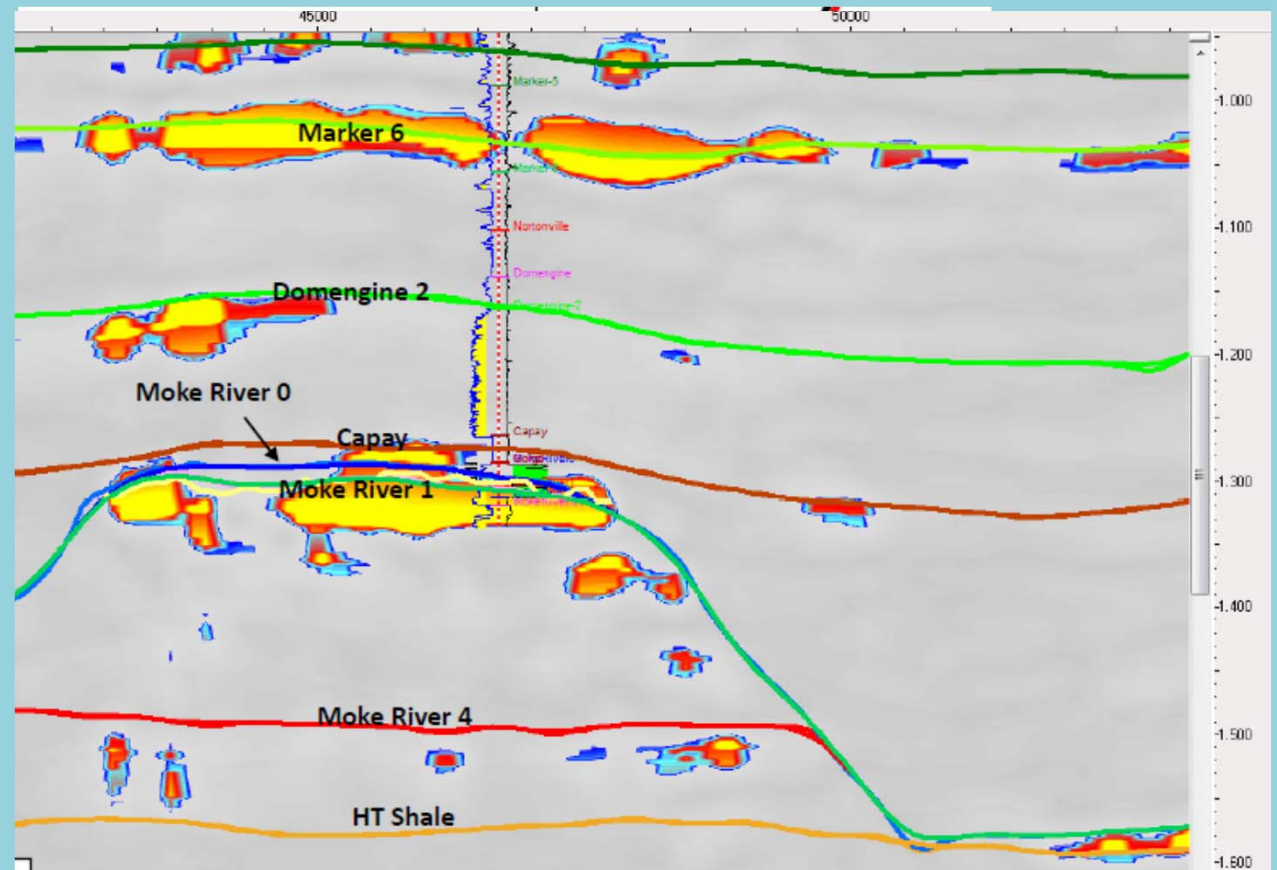 45000
50000
Marker-5
-1.000
Marker 6
-1.100
Nortonville
Domengine
Domengine 2
-1.200
Moke River 0
Capay
Capay
Moke River 1
-1.300
-1.400
Moke River 4
-1.500
HT Shale
-1.600